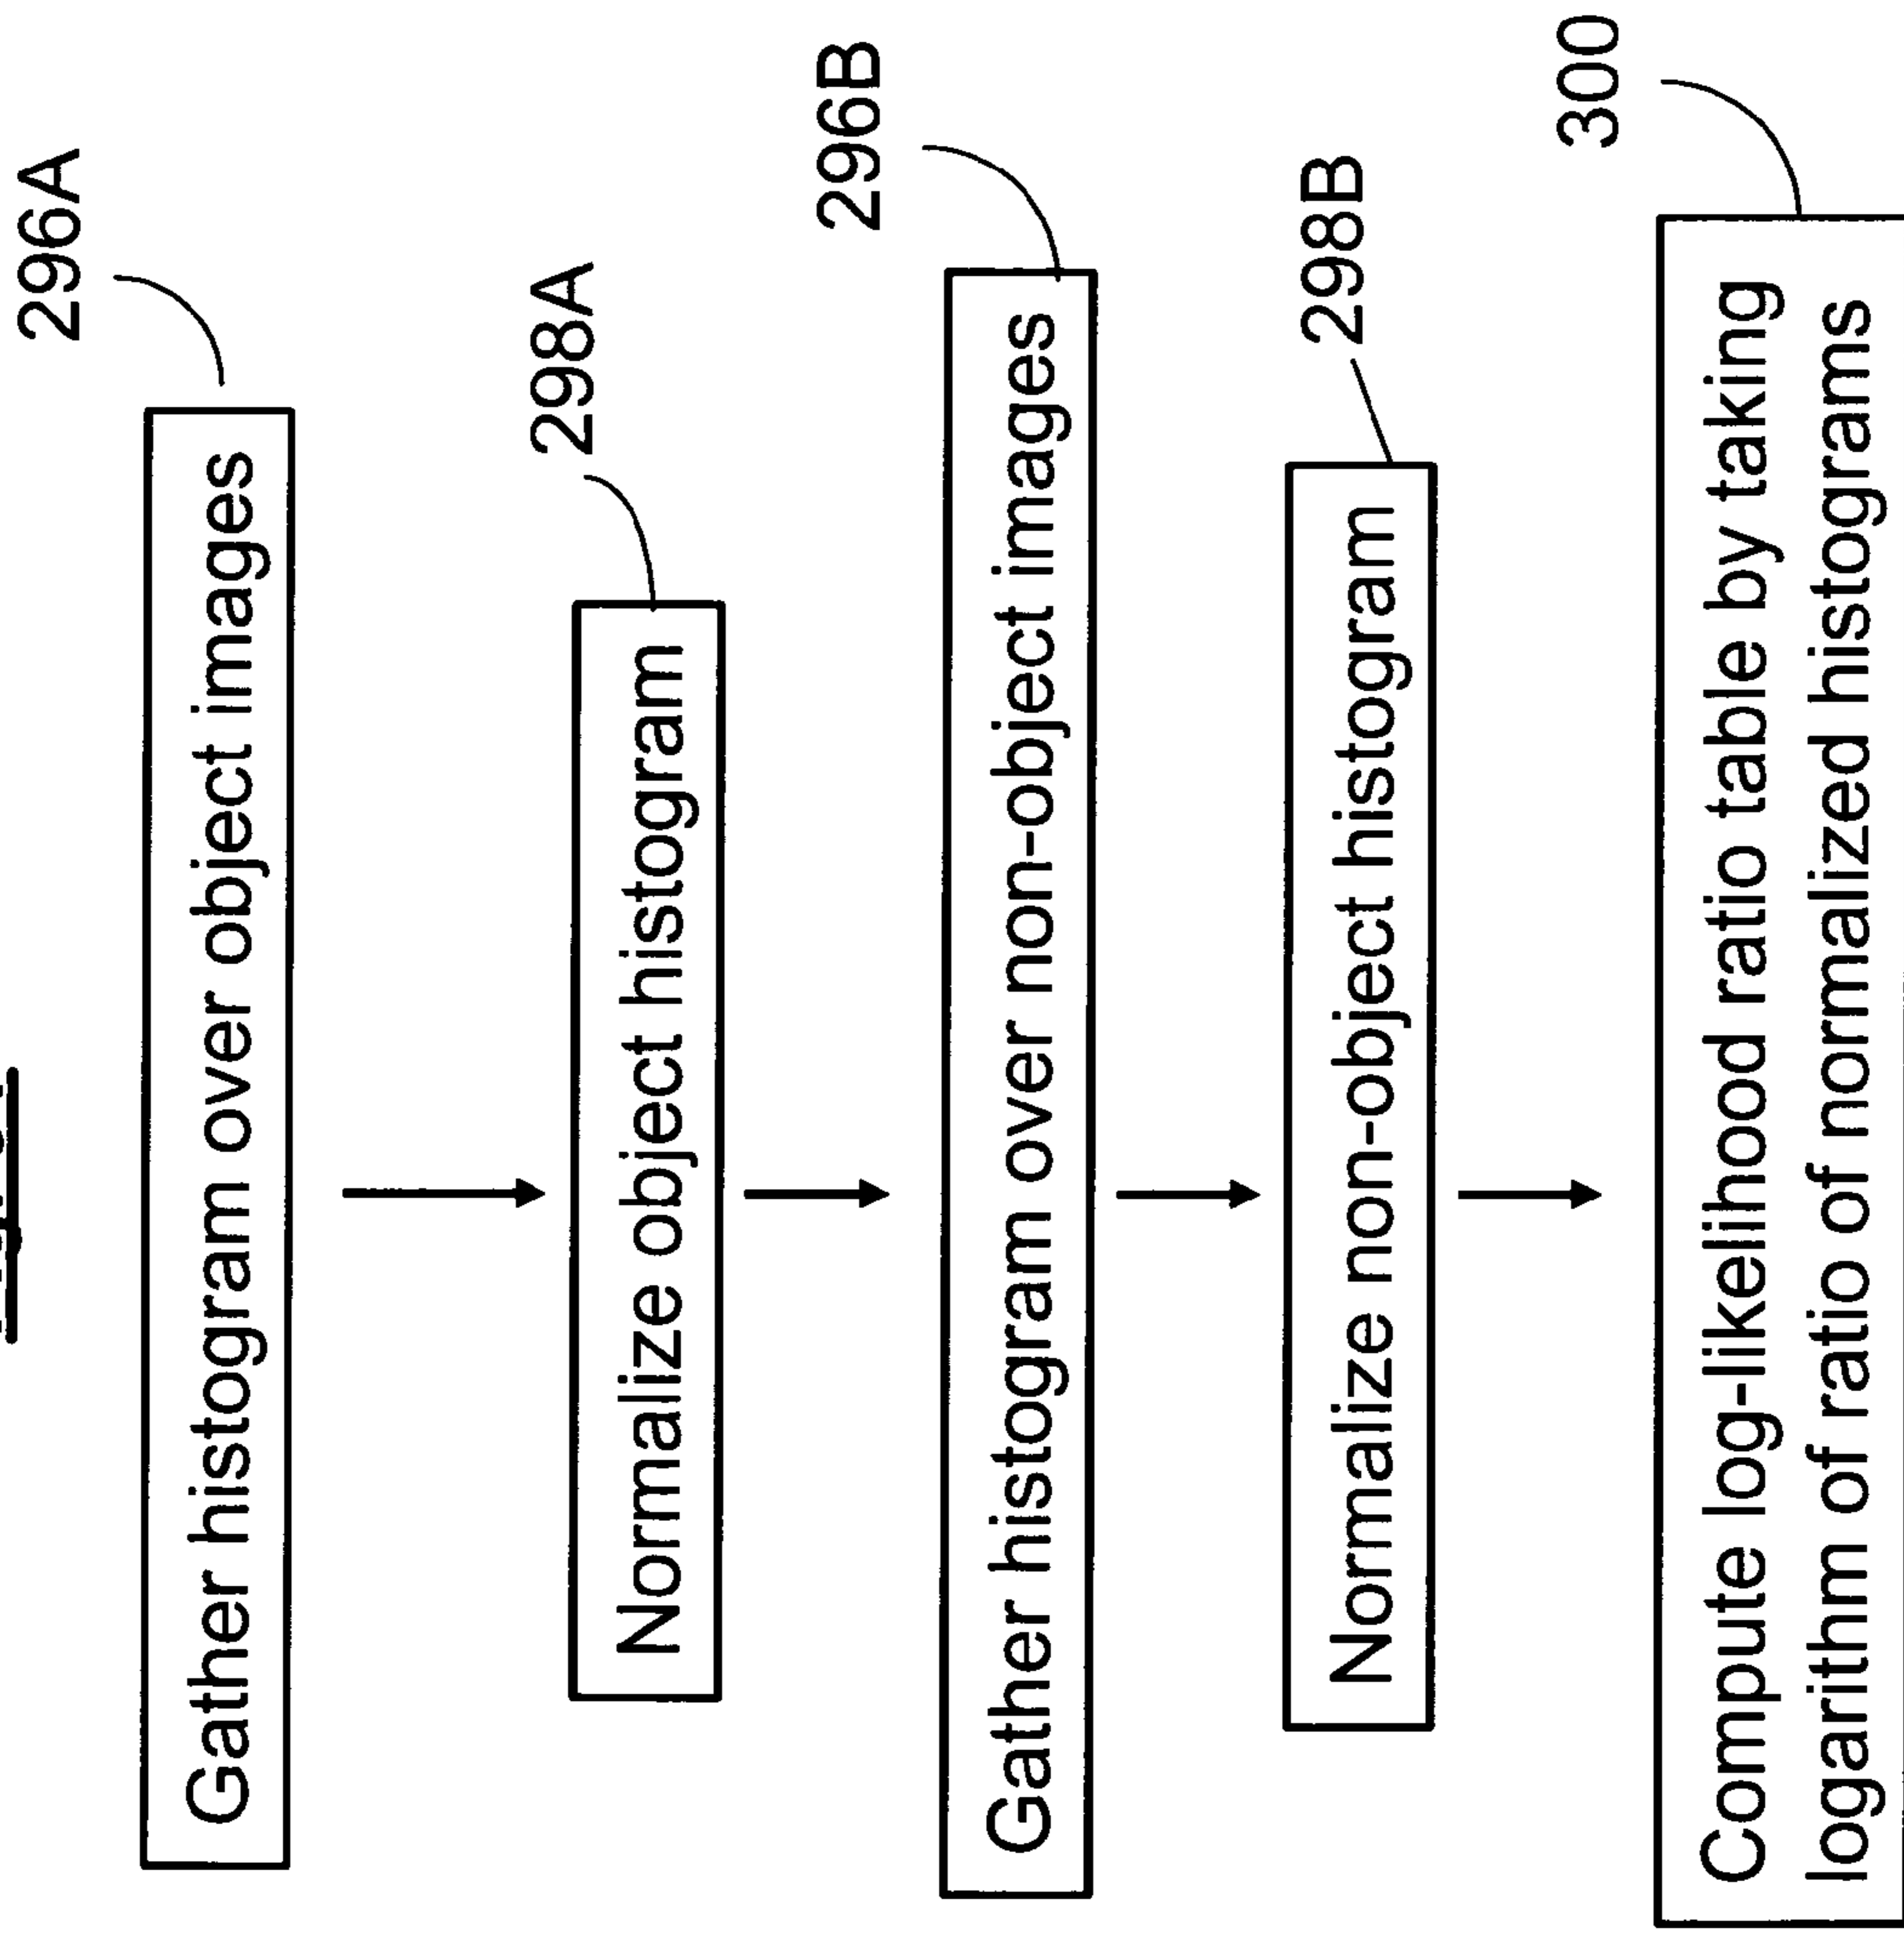 296A
Gather histogram over object images
298A
Normalize object histogram
296B
Gather histogram over non-object images
298B
Normalize non-object histogram
300
Compute log-likelihood ratio table by taking
logarithm of ratio of normalized histograms